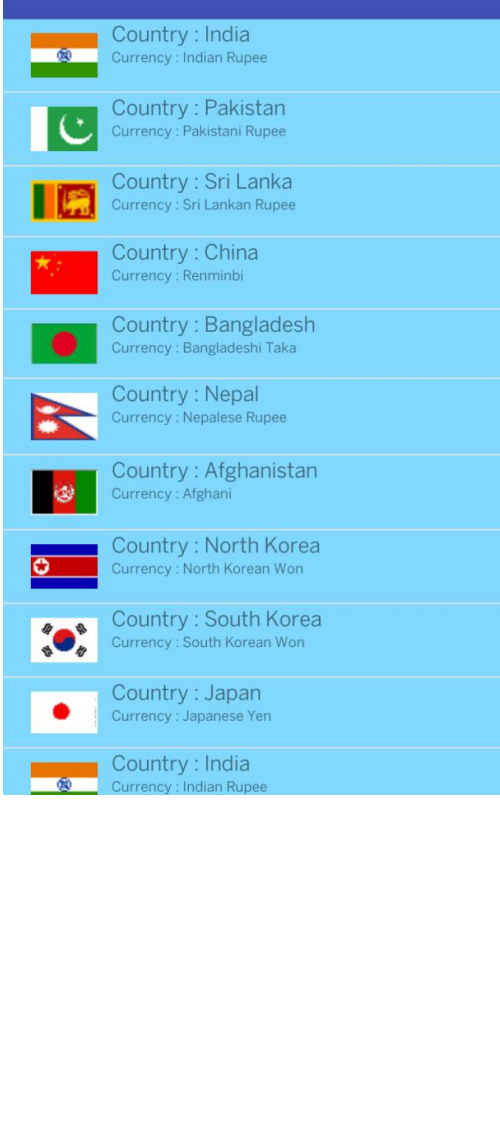 Country : India
Currency : Indian Rupee
Country : Pakistan
Currency : Pakistani Rupee
Country : Sri Lanka
Currency : Sri Lankan Rupee
Country : China
Currency : Renminbi
Country : Bangladesh
Currency : Bangladeshi Taka
Country : Nepal
Currency : Nepalese Rupee
Country : Afghanistan
Currency : Afghani
Country : North Korea
Currency : North Korean Won
Country : South Korea
Currency : South Korean Won
Country : Japan
Currency : Japanese Yen
Country : India
Currency : Indian Rupee